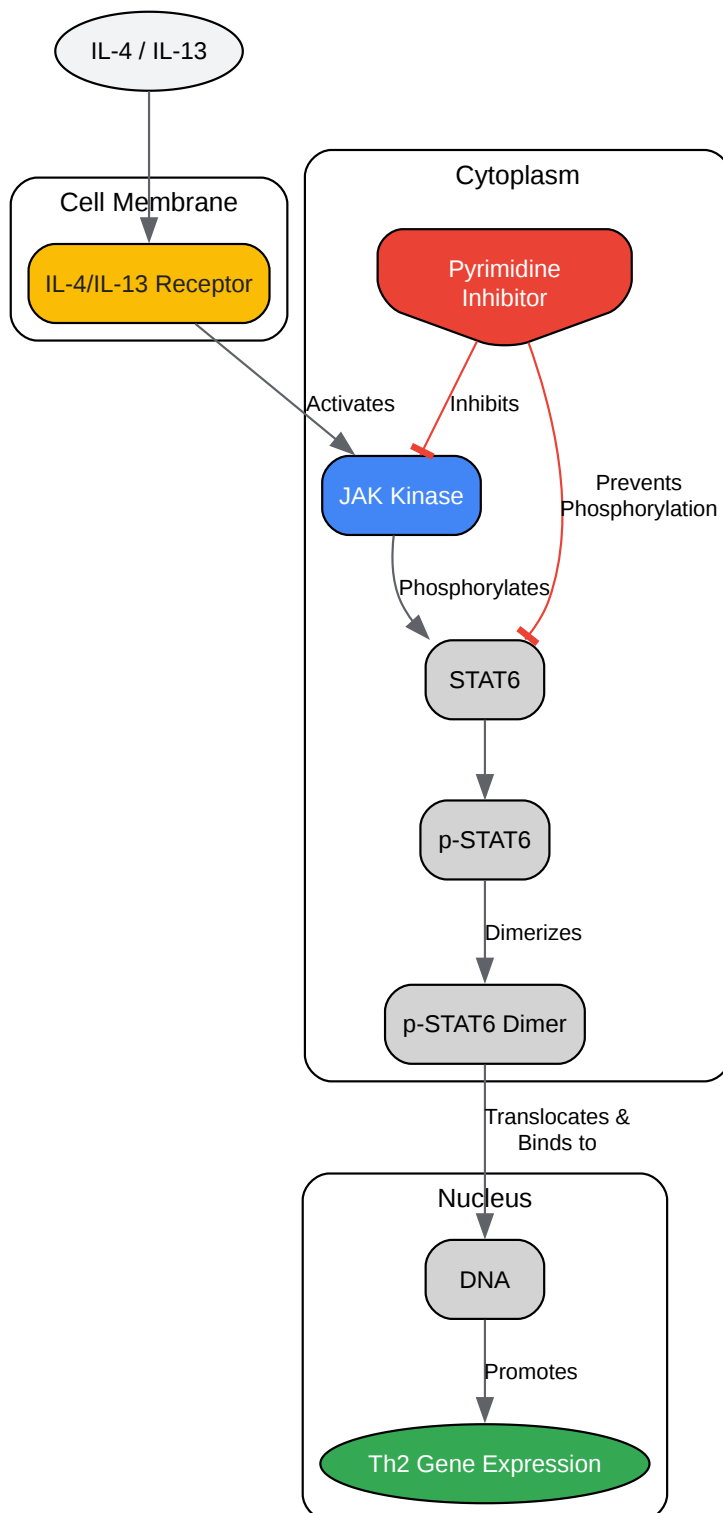 IL-4 / IL-13
Cell Membrane
IL-4/IL-13 Receptor
Cytoplasm
Pyrimidine
Inhibitor
Activates
Inhibits
JAK Kinase
Prevents
Phosphorylation
Phosphorylates
STAT6
p-STAT6
Dimerizes
p-STAT6 Dimer
Translocates &
Binds to
Nucleus
DNA
Promotes
Th2 Gene Expression